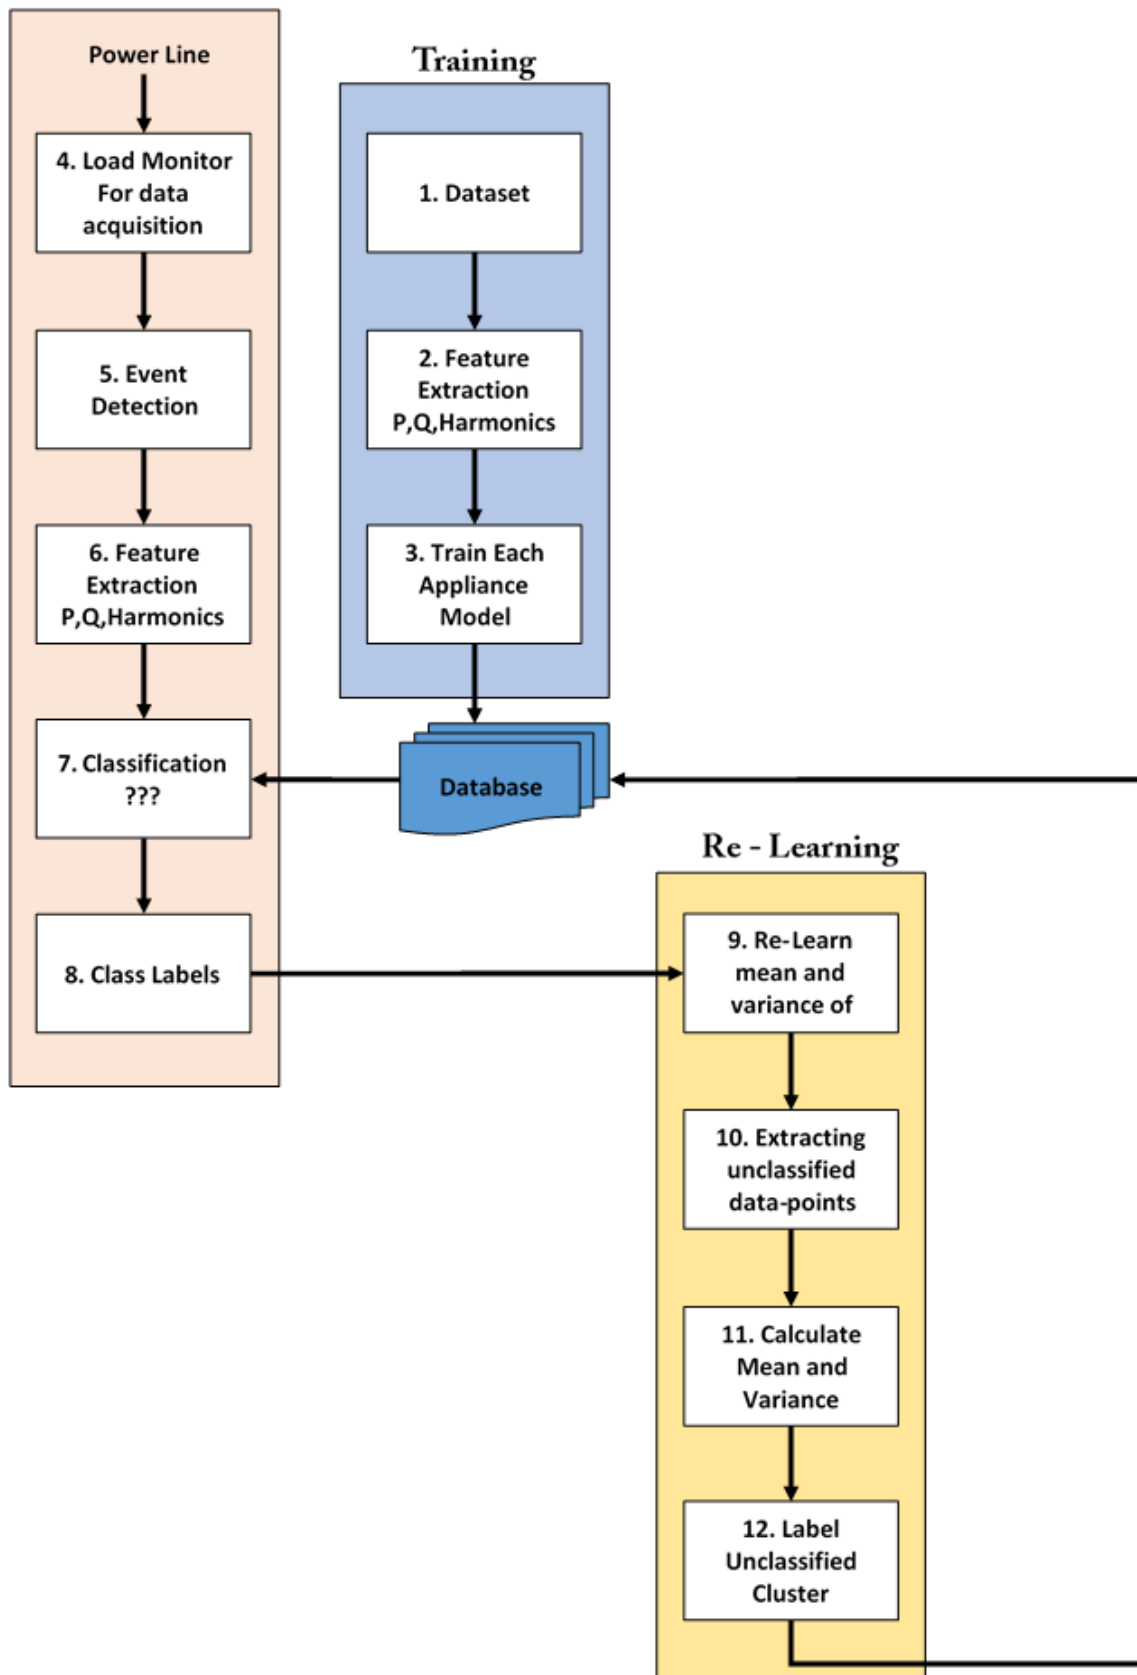 Power Line
4. Load Monitor
For data
acquisition
5. Event
Detection
6. Feature
Extraction
P,Q,Harmonics
7. Classification
???
8. Class Labels
Training
1. Dataset
2. Feature
Extraction
P,Q,Harmonics
3. Train Each
Appliance
Model
Database
Re - Learning
9. Re-Learn
mean and
variance of
10. Extracting
unclassified
data-points
11. Calculate
Mean and
Variance
12. Label
Unclassified
Cluster